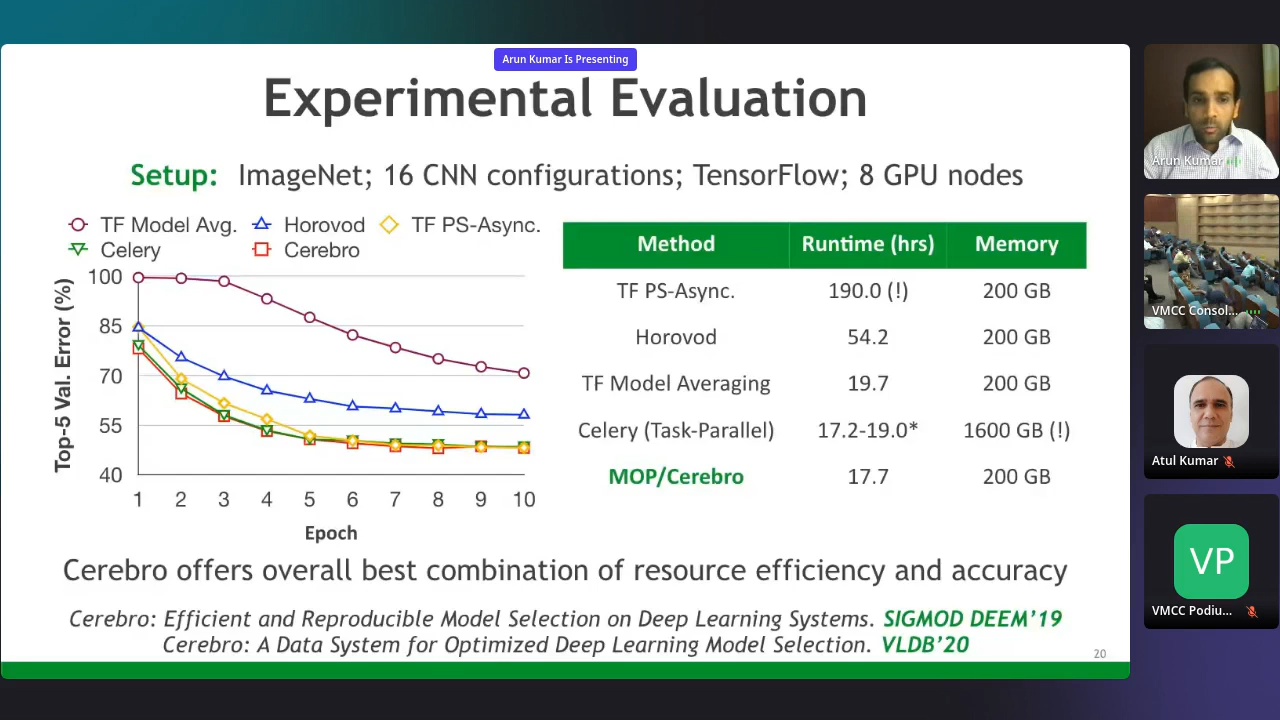 Arun Kumar Is Presenting
Experimental Evaluation
Setup: ImageNet; 16 CNN configurations; TensorFlow; 8 GPU nodes
TF Model Avg. Horovod TF PS-Async.
Celery Cerebro
Top-5 Val. Error (%)
100
85
70
55
40
1 2 3 4 5 6 7 8 9 10
Epoch
Method Runtime (hrs) Memory
TF PS-Async. 190.0 (!) 200 GB
Horovod 54.2 200 GB
TF Model Averaging 19.7 200 GB
Celery (Task-Parallel) 17.2-19.0* 1600 GB (!)
MOP/Cerebro 17.7 200 GB
Cerebro offers overall best combination of resource efficiency and accuracy
Cerebro: Efficient and Reproducible Model Selection on Deep Learning Systems. SIGMOD DEEM'19
Cerebro: A Data System for Optimized Deep Learning Model Selection. VLDB'20
20
Arun Kumar
VMCC Consol...
Atul Kumar
VP
VMCC Podiu...